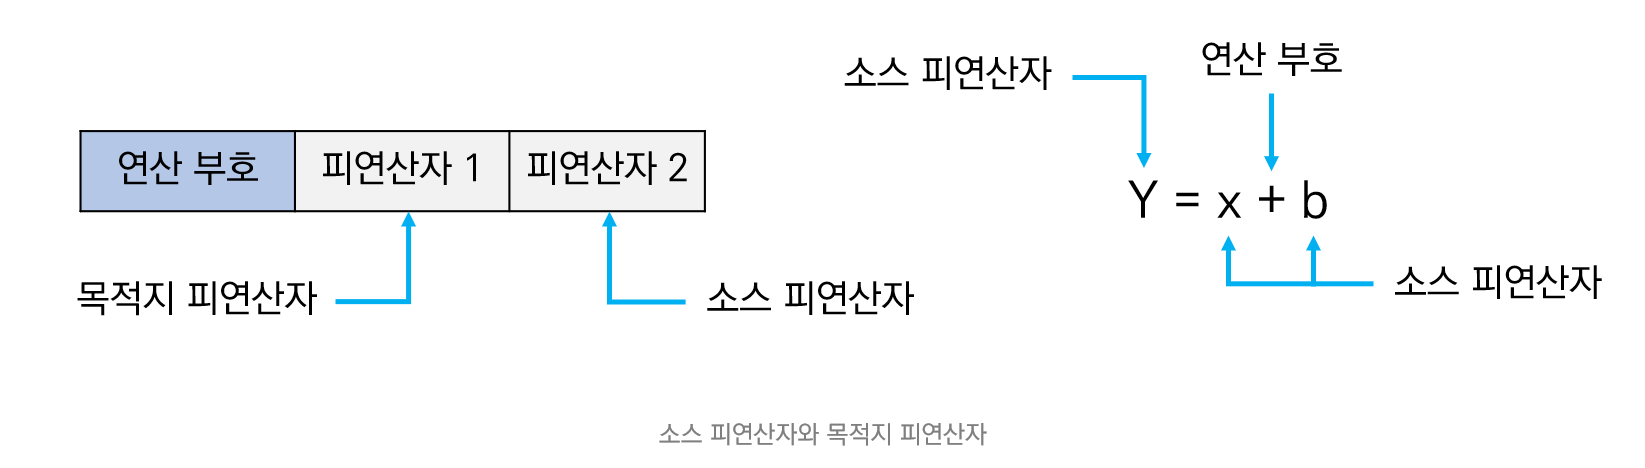 연산 부호 피연산자 1 피연산자 2
목적지 피연산자
소스 피연산자
소스 피연산자
연산 부호
Y = x + b
소스 피연산자
소스 피연산자와 목적지 피연산자